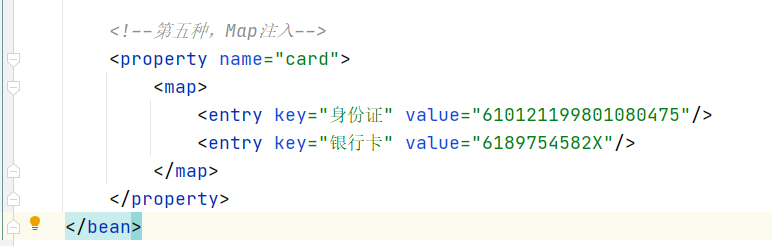 <!--第五种，Map注入-->
<property name="card">
<map>
<entry key="身份证" value="610121199801080475"/>
<entry key="银行卡" value="6189754582X"/>
</map>
</property>
</bean>